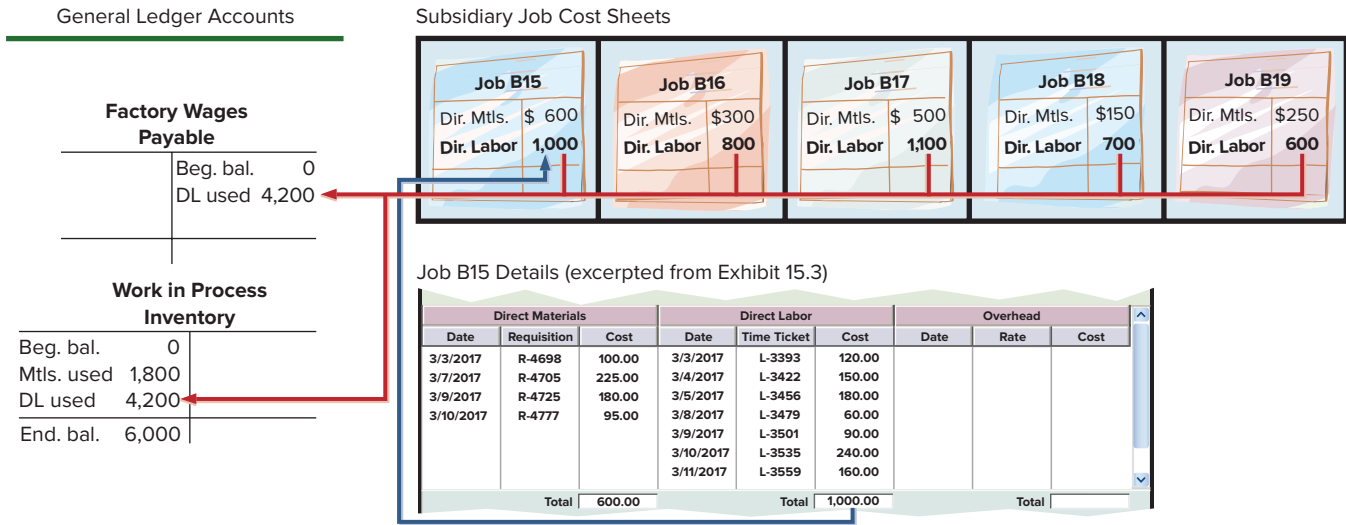 General Ledger Accounts
Factory Wages
Payable
Beg. bal. 0
DL used 4,200
Work in Process
Inventory
Beg. bal. 0
Mtls. used 1,800
DL used 4,200
End. bal. 6,000
Subsidiary Job Cost Sheets
Job B15
Dir. Mtls. $ 600
Dir. Labor 1,000
Job B16
Dir. Mtls. $300
Dir. Labor 800
Job B17
Dir. Mtls. $ 500
Dir. Labor 1,100
Job B18
Dir. Mtls. $150
Dir. Labor 700
Job B19
Dir. Mtls. $250
Dir. Labor 600
Job B15 Details (excerpted from Exhibit 15.3)
Direct Materials Direct Labor Overhead
Date Requisition Cost Date Time Ticket Cost Date Rate Cost
3/3/2017 R-4698 100.00 3/3/2017 L-3393 120.00
3/7/2017 R-4705 225.00 3/4/2017 L-3422 150.00
3/9/2017 R-4725 180.00 3/5/2017 L-3456 180.00
3/10/2017 R-4777 95.00 3/8/2017 L-3479 60.00
3/9/2017 L-3501 90.00
3/10/2017 L-3535 240.00
3/11/2017 L-3559 160.00
Total 600.00 Total 1,000.00 Total